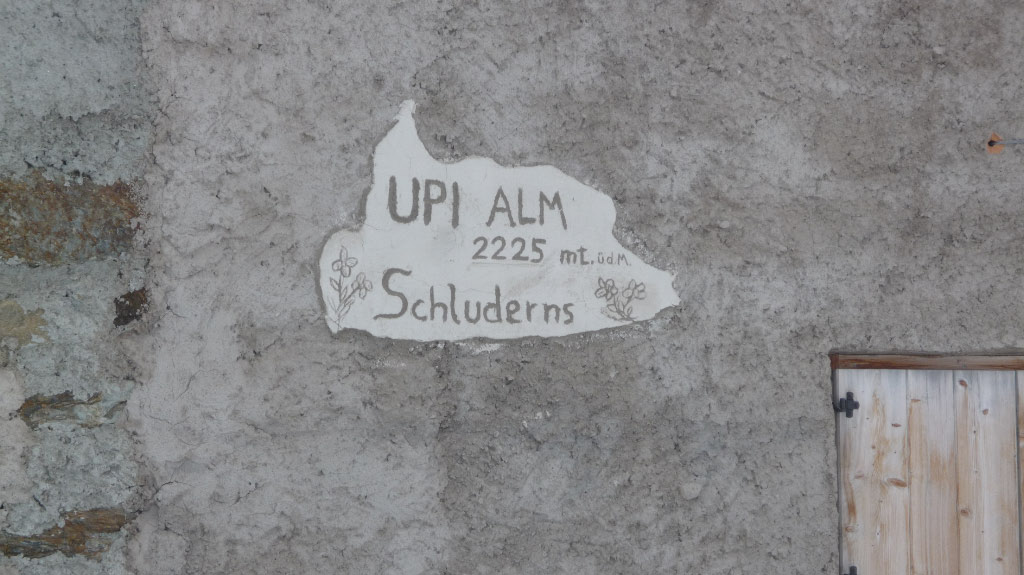 UPI ALM
2225 mt. ü.d.M.
Schluderns